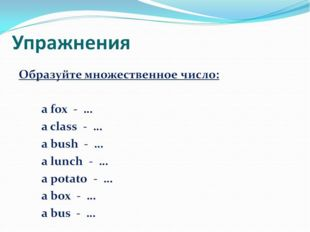 Упражнения
Образуйте множественное число:
a fox - ...
a class - ...
a bush - ...
a lunch - ...
a potato - ...
a box - ...
a bus - ...